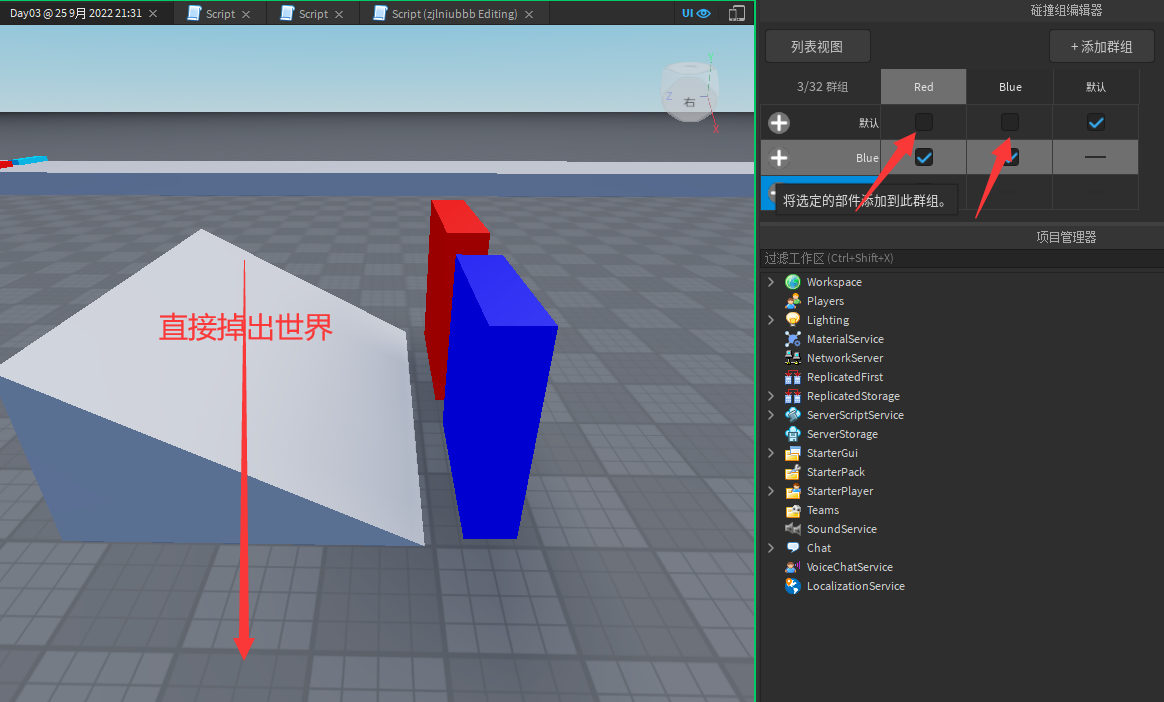 Day03 @ 25 9月 2022 21:31 ×
Script ×
Script ×
Script (zjlniubbb Editing) ×
UI
碰撞组编辑器
列表视图
+ 添加群组
3/32 群组
Red
Blue
默认
默认
Blue
将选定的部件添加到此群组。
Y
Z
右
X
直接掉出世界
项目管理器
过滤工作区 (Ctrl+Shift+X)
Workspace
Players
Lighting
MaterialService
NetworkServer
ReplicatedFirst
ReplicatedStorage
ServerScriptService
ServerStorage
StarterGui
StarterPack
StarterPlayer
Teams
SoundService
Chat
VoiceChatService
LocalizationService